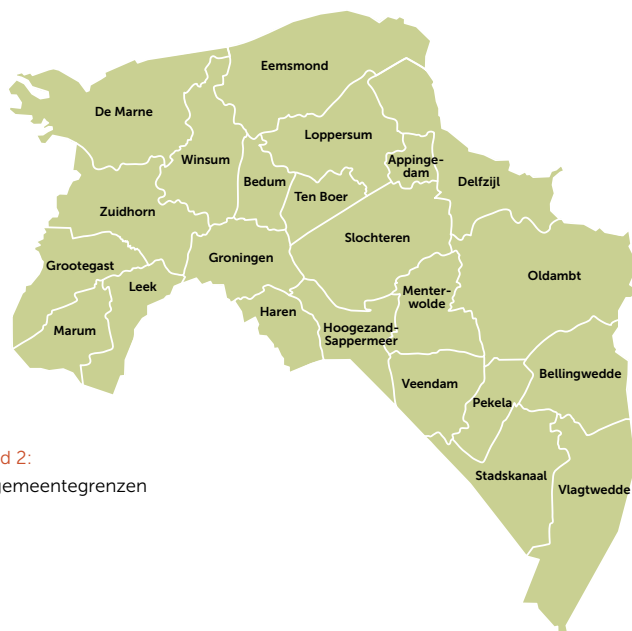 Eemsmond
De Marne
Loppersum
Winsum
Appinge-
dam
Bedum
Delfzijl
Ten Boer
Zuidhorn
Slochteren
Groningen
Grootegast
Oldambt
Leek
Menter-
wolde
Haren
Marum
Hoogezand-
Sappermeer
Bellingwedde
Veendam
Pekela
d 2:
Stadskanaal
gemeentegrenzen
Vlagtwedde